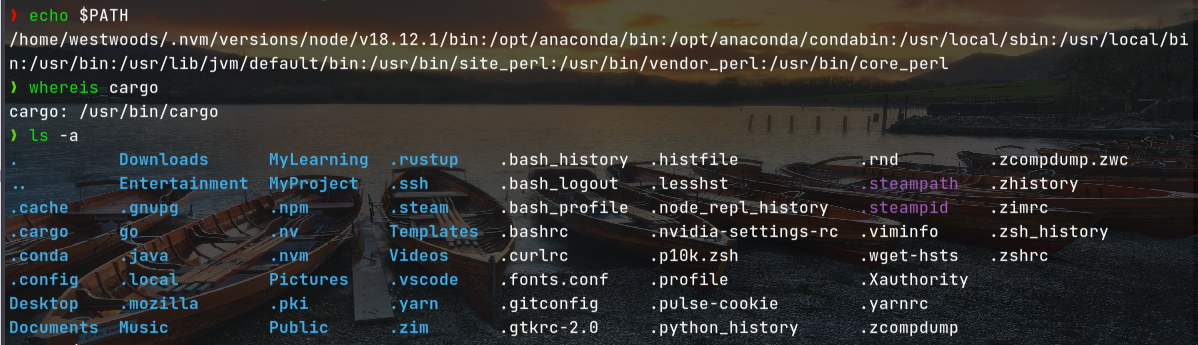 ❯ echo $PATH
/home/westwoods/.nvm/versions/node/v18.12.1/bin:/opt/anaconda/bin:/opt/anaconda/condabin:/usr/local/sbin:/usr/local/bi
n:/usr/bin:/usr/lib/jvm/default/bin:/usr/bin/site_perl:/usr/bin/vendor_perl:/usr/bin/core_perl
❯ whereis cargo
cargo: /usr/bin/cargo
❯ ls -a
. Downloads MyLearning .rustup .bash_history .histfile .rnd .zcompdump.zwc
.. Entertainment MyProject .ssh .bash_logout .lesshst .steampath .zhistory
.cache .gnupg .npm .steam .bash_profile .node_repl_history .steampid .zimrc
.cargo go .nv Templates .bashrc .nvidia-settings-rc .viminfo .zsh_history
.conda .java .nvm Videos .curlrc .p10k.zsh .wget-hsts .zshrc
.config .local Pictures .vscode .fonts.conf .profile .Xauthority
Desktop .mozilla .pki .yarn .gitconfig .pulse-cookie .yarnrc
Documents Music Public .zim .gtkrc-2.0 .python_history .zcompdump